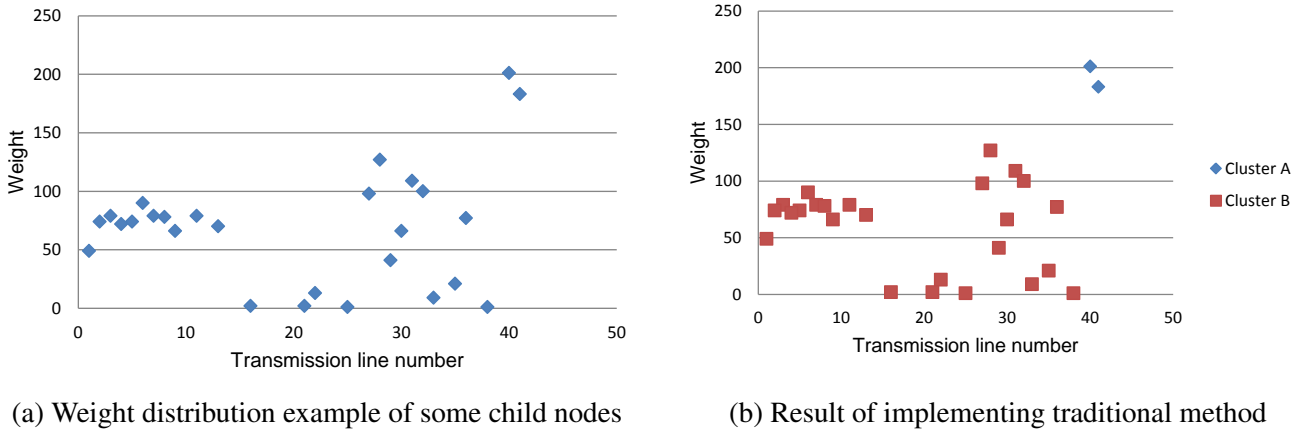 250
200
150
100
50
0
Weight
0 10 20 30 40 50
Transmission line number
(a) Weight distribution example of some child nodes
250
200
150
100
50
0
Weight
0 10 20 30 40 50
Transmission line number
Cluster A
Cluster B
(b) Result of implementing traditional method